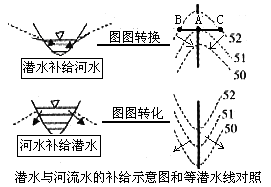 图图转换
B A C
52
51
50
潜水补给河水
图图转化
52
51
50
河水补给潜水
潜水与河流水的补给示意图和等潜水线对照